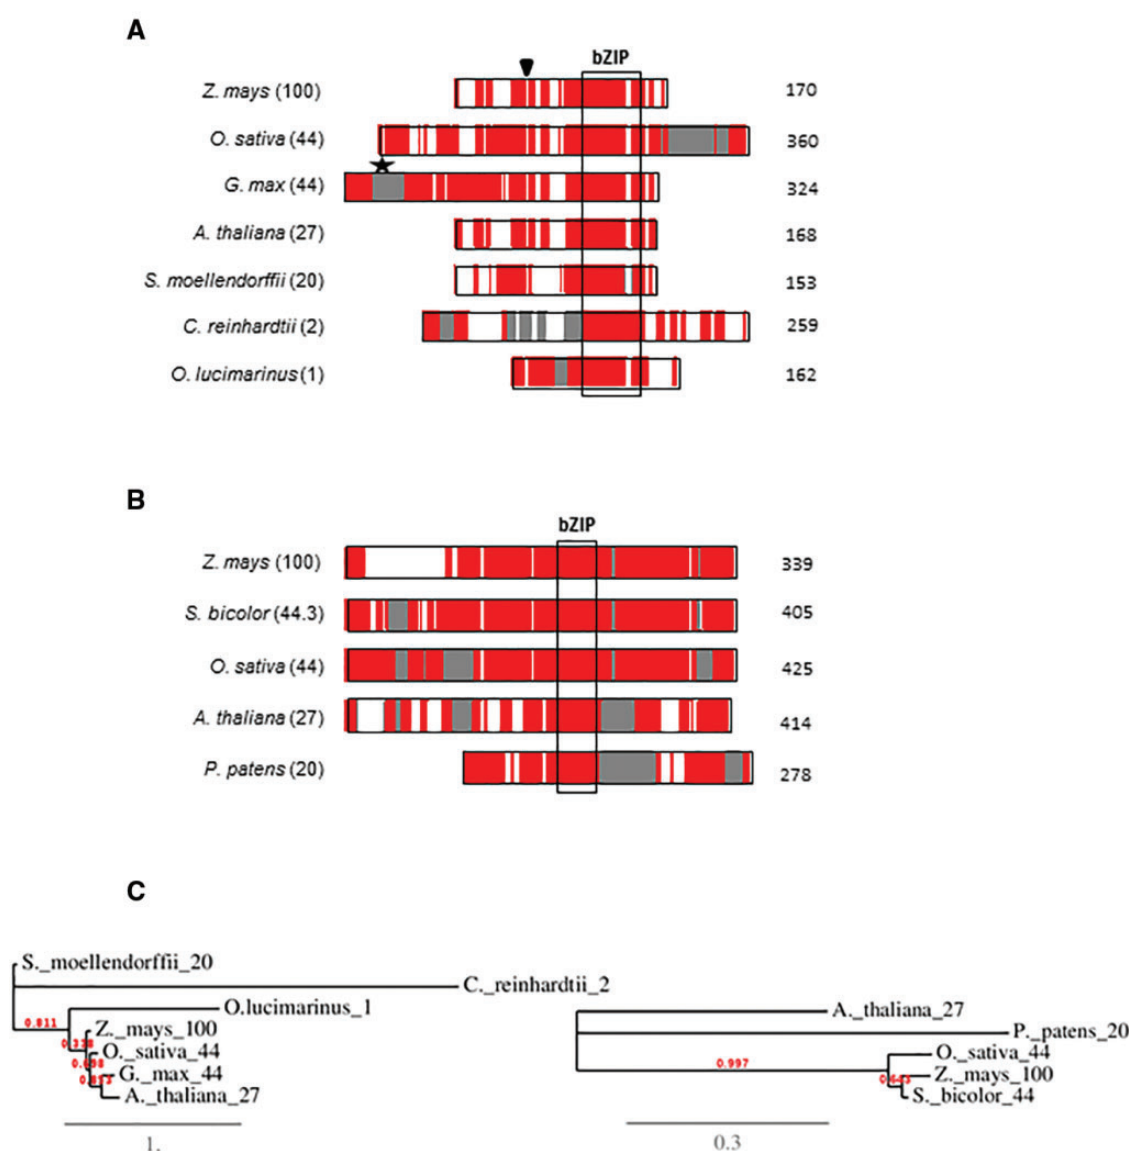 A
bZIP
Z. mays (100) 170
O. sativa (44) 360
G. max (44) 324
A. thaliana (27) 168
S. moellendorffii (20) 153
C. reinhardtii (2) 259
O. lucimarinus (1) 162
B
bZIP
Z. mays (100) 339
S. bicolor (44.3) 405
O. sativa (44) 425
A. thaliana (27) 414
P. patens (20) 278
C
S._moellendorffii_20
C._reinhardtii_2
O.lucimarinus_1
0.811
Z._mays_100
O._sativa_44
G._max_44
A._thaliana_27
1.
A._thaliana_27
P._patens_20
O._sativa_44
0.997
Z._mays_100
S._bicolor_44
0.3